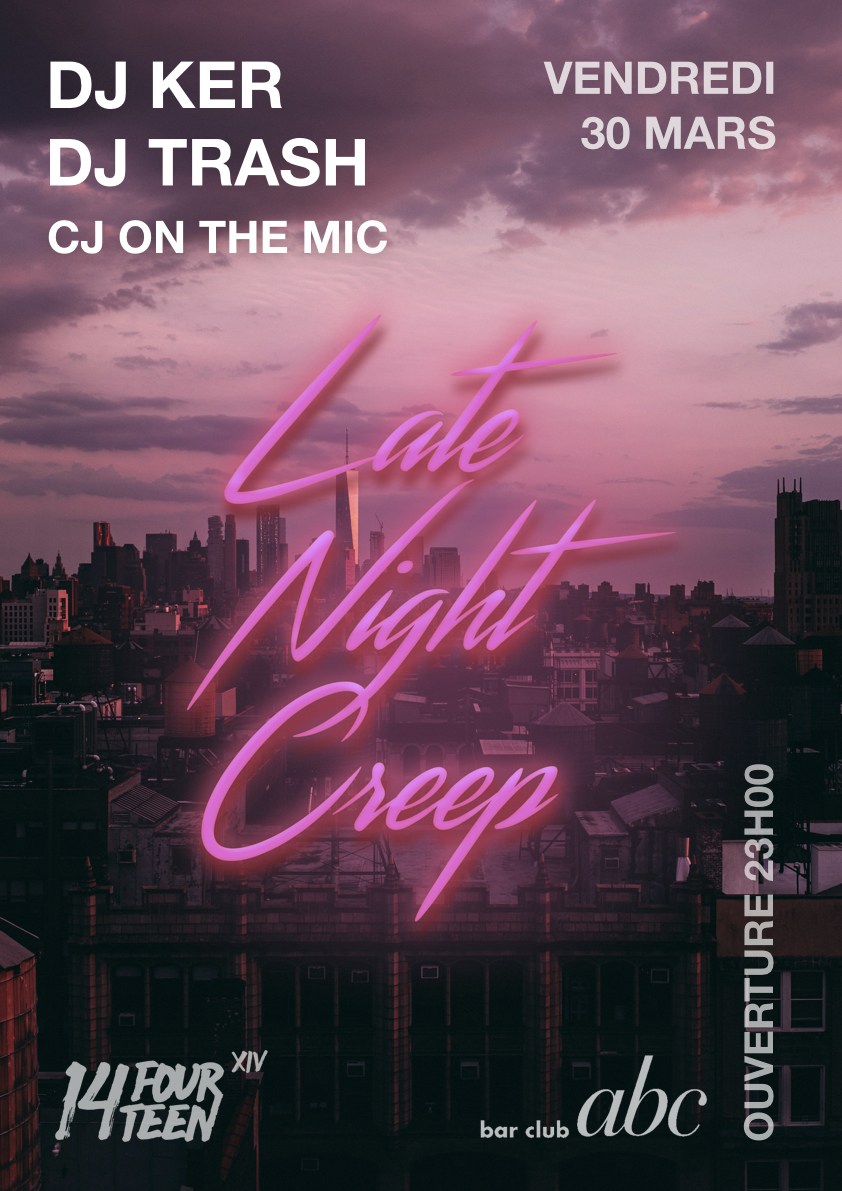 DJ KER
DJ TRASH
CJ ON THE MIC
VENDREDI
30 MARS
Late
Night
Creep
OUVERTURE 23H00
14 FOUR TEEN XIV
bar club abc